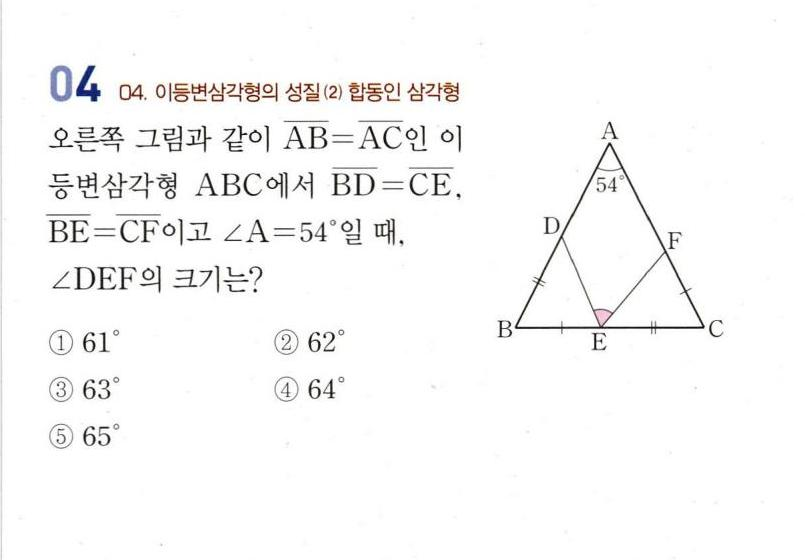 04 04. 이등변삼각형의 성질 (2) 합동인 삼각형
오른쪽 그림과 같이 AB=AC인 이
등변삼각형 ABC에서 BD=CE,
BE=CF이고 ∠A=54°일 때,
∠DEF의 크기는?
① 61° ② 62°
③ 63° ④ 64°
⑤ 65°
A
54°
D
F
B
E
C